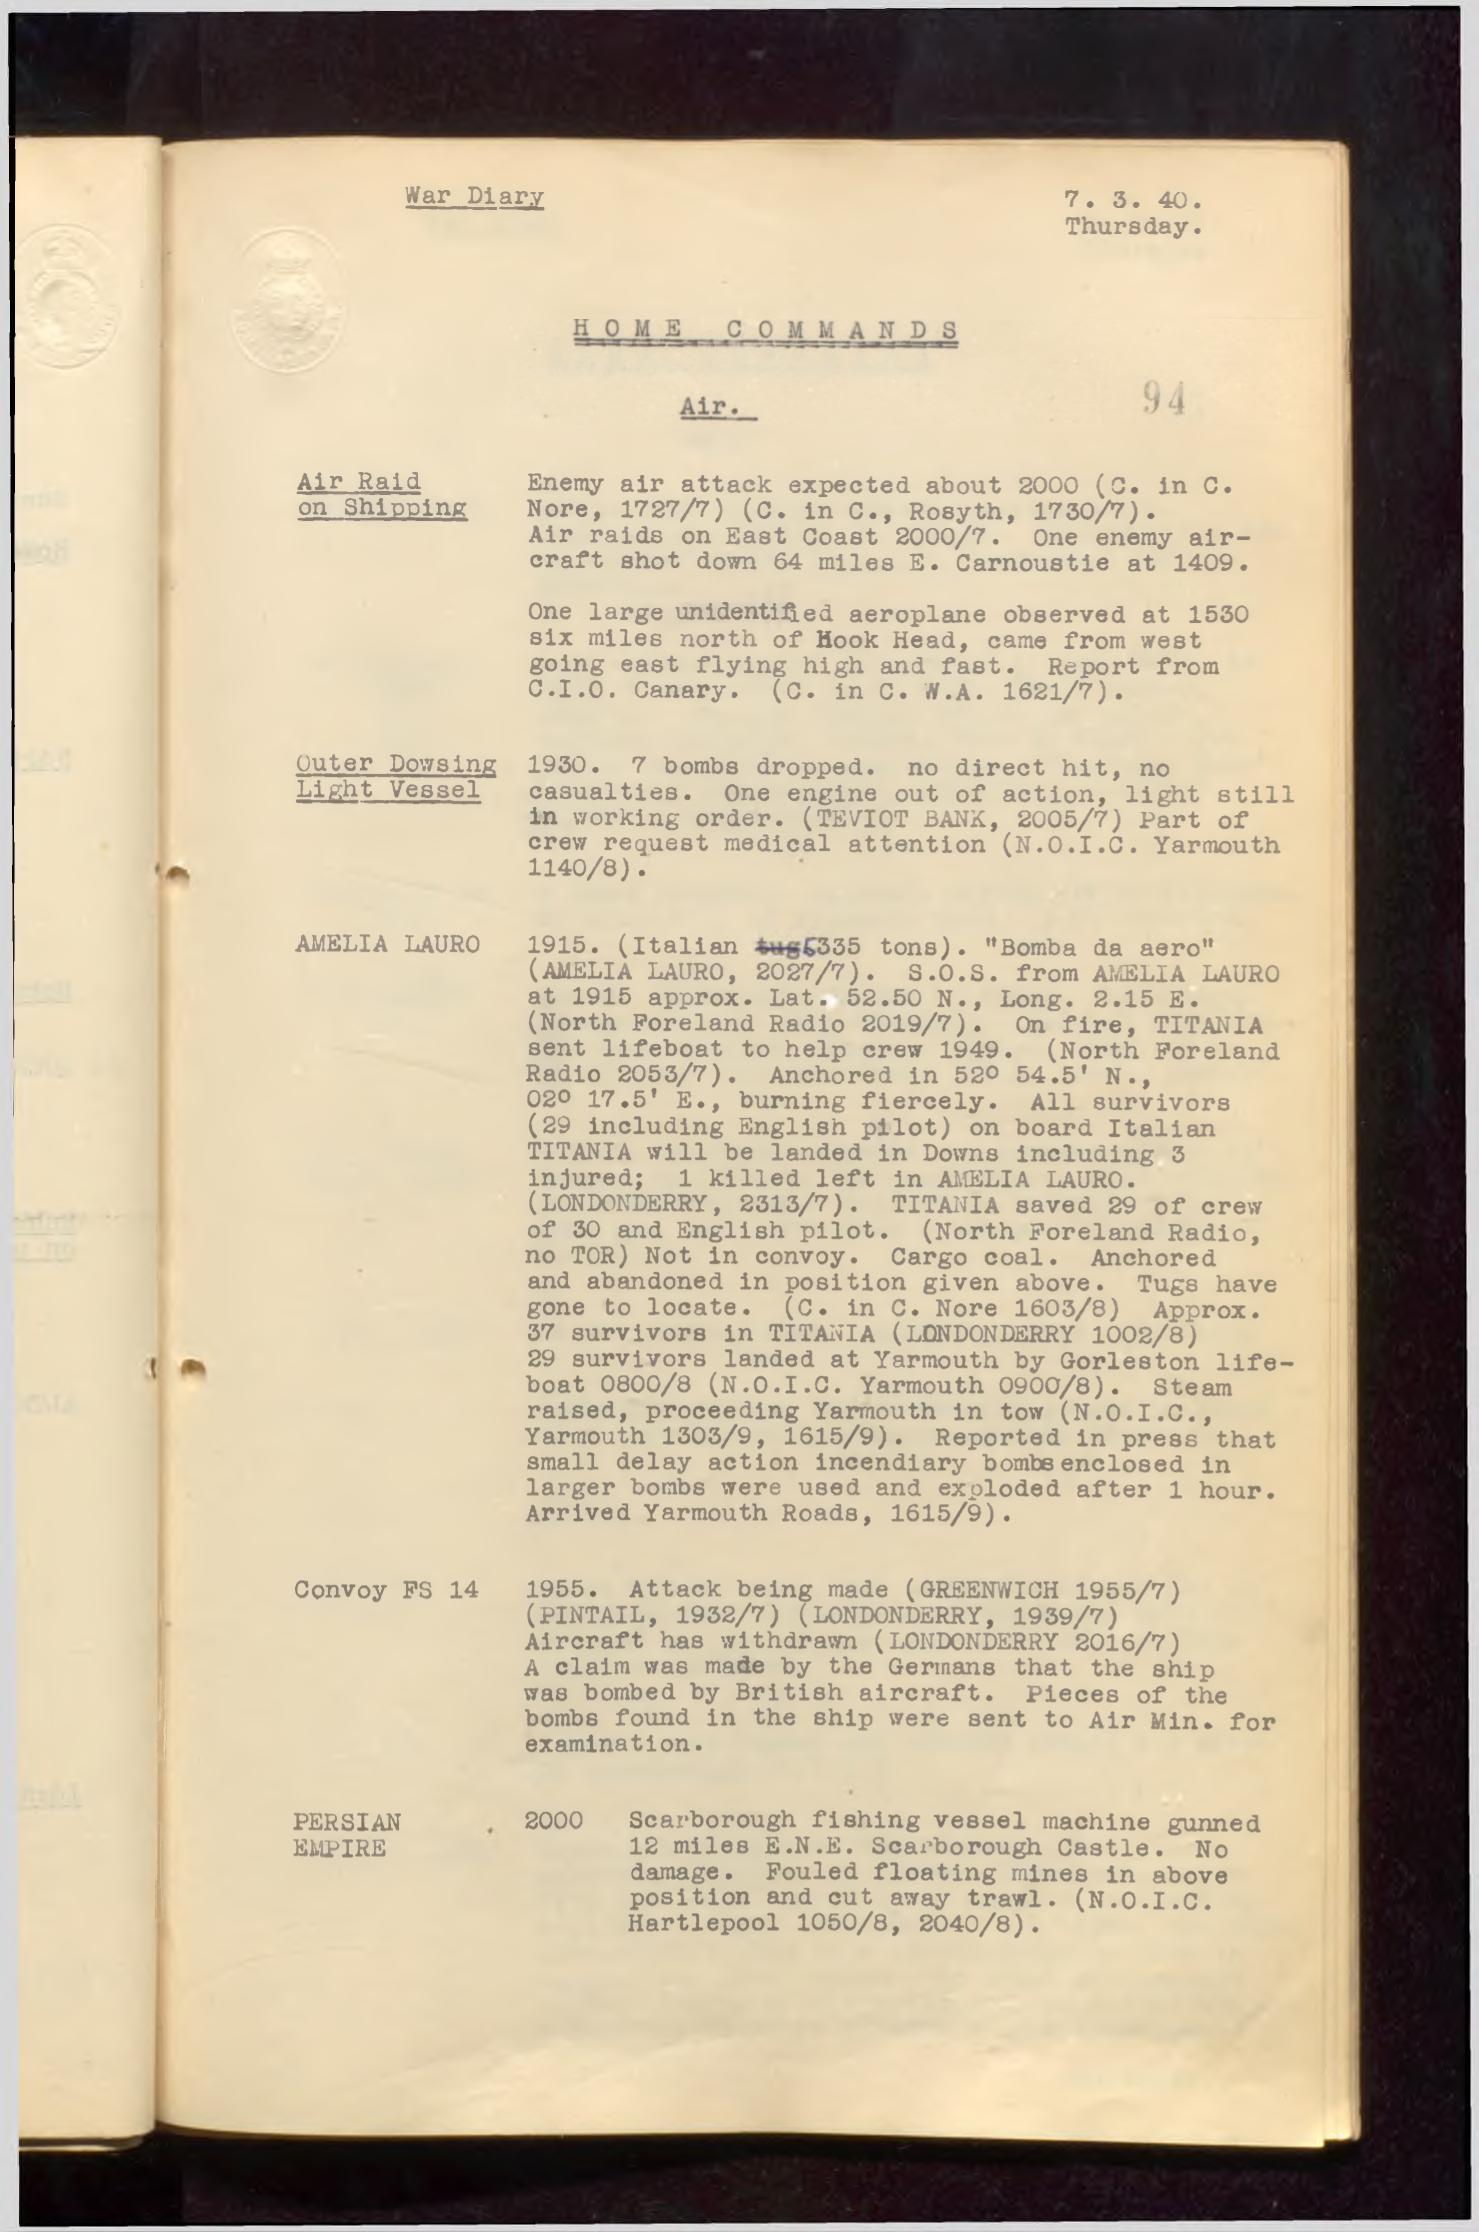 War Diary
7. 3. 40.
Thursday.
H O M E   C O M M A N D S
Air.
94
Air Raid
on Shipping
Enemy air attack expected about 2000 (C. in C.
Nore, 1727/7) (C. in C., Rosyth, 1730/7).
Air raids on East Coast 2000/7.  One enemy air-
craft shot down 64 miles E. Carnoustie at 1409.
One large unidentified aeroplane observed at 1530
six miles north of Hook Head, came from west
going east flying high and fast.  Report from
C.I.O. Canary.  (C. in C. W.A. 1621/7).
Outer Dowsing
Light Vessel
1930.  7 bombs dropped.  no direct hit, no
casualties.  One engine out of action, light still
in working order. (TEVIOT BANK, 2005/7) Part of
crew request medical attention (N.O.I.C. Yarmouth
1140/8).
AMELIA LAURO
1915. (Italian tug 5335 tons). "Bomba da aero"
(AMELIA LAURO, 2027/7).  S.O.S. from AMELIA LAURO
at 1915 approx. Lat. 52.50 N., Long. 2.15 E.
(North Foreland Radio 2019/7).  On fire, TITANIA
sent lifeboat to help crew 1949.  (North Foreland
Radio 2053/7).  Anchored in 52º 54.5' N.,
02º 17.5' E., burning fiercely.  All survivors
(29 including English pilot) on board Italian
TITANIA will be landed in Downs including 3
injured;  1 killed left in AMELIA LAURO.
(LONDONDERRY, 2313/7).  TITANIA saved 29 of crew
of 30 and English pilot.  (North Foreland Radio,
no TOR) Not in convoy.  Cargo coal.  Anchored
and abandoned in position given above.  Tugs have
gone to locate.  (C. in C. Nore 1603/8)  Approx.
37 survivors in TITANIA (LONDONDERRY 1002/8)
29 survivors landed at Yarmouth by Gorleston life-
boat 0800/8 (N.O.I.C. Yarmouth 0900/8).  Steam
raised, proceeding Yarmouth in tow (N.O.I.C.,
Yarmouth 1303/9, 1615/9).  Reported in press that
small delay action incendiary bombs enclosed in
larger bombs were used and exploded after 1 hour.
Arrived Yarmouth Roads, 1615/9).
Convoy FS 14
1955.  Attack being made (GREENWICH 1955/7)
(PINTAIL, 1932/7) (LONDONDERRY, 1939/7)
Aircraft has withdrawn (LONDONDERRY 2016/7)
A claim was made by the Germans that the ship
was bombed by British aircraft.  Pieces of the
bombs found in the ship were sent to Air Min. for
examination.
PERSIAN
EMPIRE
2000  Scarborough fishing vessel machine gunned
12 miles E.N.E. Scarborough Castle.  No
damage.  Fouled floating mines in above
position and cut away trawl. (N.O.I.C.
Hartlepool 1050/8, 2040/8).